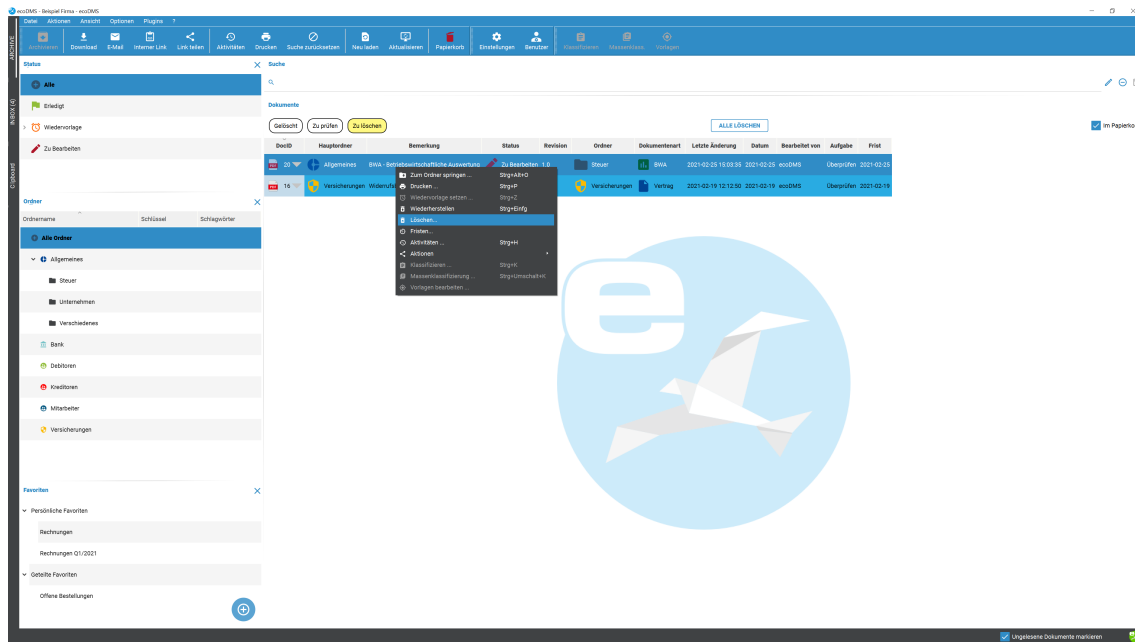 ecoDMS - Beispiel Firma - ecoDMS
Datei Aktionen Ansicht Optionen Plugins ?
Archivieren Download E-Mail Interner Link Link teilen Aktivitäten Drucken Suche zurücksetzen Neu laden Aktualisieren Papierkorb Einstellungen Benutzer Klassifizieren Massenklass. Vorlagen
ARCHIVE
INBOX (4)
Clipboard
Status
Alle
Erledigt
Wiedervorlage
Zu Bearbeiten
Ordner
Ordnername Schlüssel Schlagwörter
Alle Ordner
Allgemeines
Steuer
Unternehmen
Verschiedenes
Bank
Debitoren
Kreditoren
Mitarbeiter
Versicherungen
Favoriten
Persönliche Favoriten
Rechnungen
Rechnungen Q1/2021
Geteilte Favoriten
Offene Bestellungen
Suche
Dokumente
Gelöscht Zu prüfen Zu löschen ALLE LÖSCHEN Im Papierko
DocID Hauptordner Bemerkung Status Revision Ordner Dokumentenart Letzte Änderung Datum Bearbeitet von Aufgabe Frist
PDF 20 Allgemeines BWA - Betriebswirtschaftliche Auswertung Zu Bearbeiten 1.0 Steuer BWA 2021-02-25 15:03:35 2021-02-25 ecoDMS Überprüfen 2021-02-25
PDF 16 Versicherungen Versicherungen Vertrag 2021-02-19 12:12:50 2021-02-19 ecoDMS Überprüfen 2021-02-19
Zum Ordner springen ... Strg+Alt+O
Drucken ... Strg+P
Wiedervorlage setzen ... Strg+Z
Wiederherstellen Strg+Einfg
Löschen...
Fristen...
Aktivitäten ... Strg+H
Aktionen
Klassifizieren ... Strg+K
Massenklassifizierung ... Strg+Umschalt+K
Vorlagen bearbeiten ...
e
Ungelesene Dokumente markieren